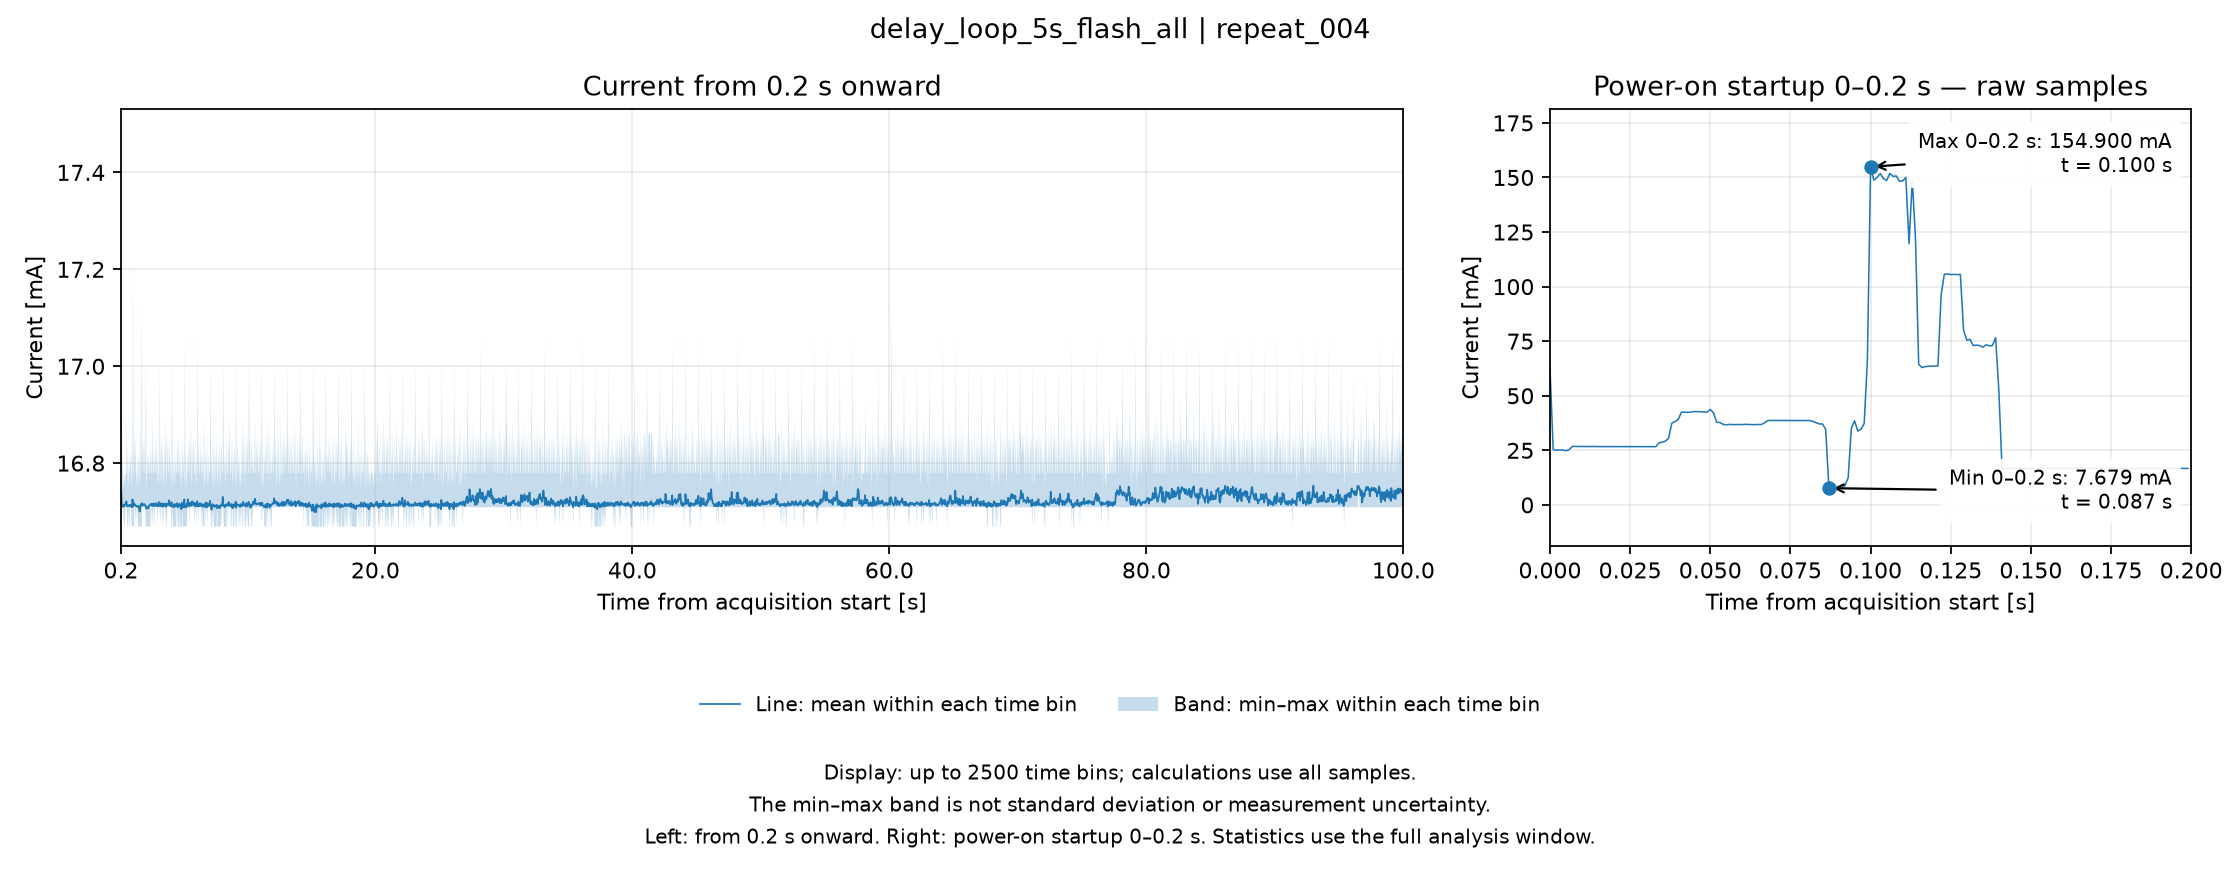 delay_loop_5s_flash_all | repeat_004
Current from 0.2 s onward
Current [mA]
17.4
17.2
17.0
16.8
0.2
20.0
40.0
60.0
80.0
100.0
Time from acquisition start [s]
Power-on startup 0–0.2 s — raw samples
Current [mA]
175
150
125
100
75
50
25
0
Max 0–0.2 s: 154.900 mA
t = 0.100 s
Min 0–0.2 s: 7.679 mA
t = 0.087 s
0.000
0.025
0.050
0.075
0.100
0.125
0.150
0.175
0.200
Time from acquisition start [s]
Line: mean within each time bin
Band: min–max within each time bin
Display: up to 2500 time bins; calculations use all samples.
The min–max band is not standard deviation or measurement uncertainty.
Left: from 0.2 s onward. Right: power-on startup 0–0.2 s. Statistics use the full analysis window.